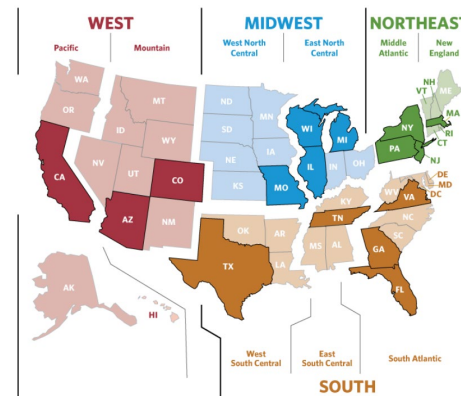 WEST
MIDWEST
NORTHEAST
Pacific
Mountain
West North
Central
East North
Central
Middle
Atlantic
New
England
WA
OR
CA
NV
ID
MT
WY
UT
CO
AZ
NM
AK
HI
ND
SD
NE
KS
MN
IA
MO
WI
IL
MI
IN
OH
NH
VT
ME
MA
RI
CT
NY
PA
NJ
DE
MD
DC
WV
VA
NC
SC
GA
FL
KY
TN
MS
AL
OK
AR
LA
TX
West
South Central
East
South Central
South Atlantic
SOUTH